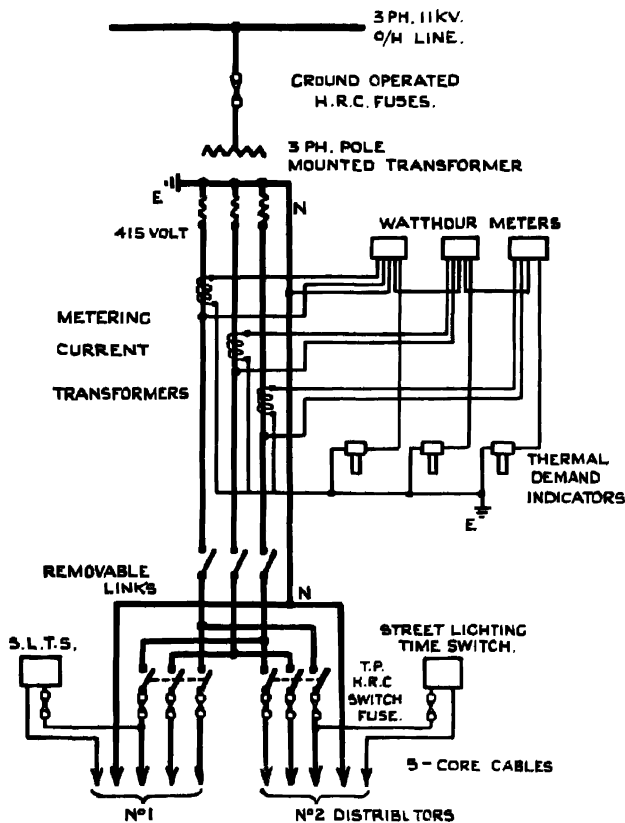 3 PH. 11KV.
O/H LINE.
GROUND OPERATED
H.R.C. FUSES.
3 PH. POLE
MOUNTED TRANSFORMER
E
N
415 VOLT
WATTHOUR METERS
METERING
CURRENT
TRANSFORMERS
THERMAL
DEMAND
INDICATORS
E
REMOVABLE
LINKS
N
S.L.T.S.
STREET LIGHTING
TIME SWITCH.
T.P.
H.R.C
SWITCH
FUSE.
5-CORE CABLES
Nº1
Nº2 DISTRIBUTORS